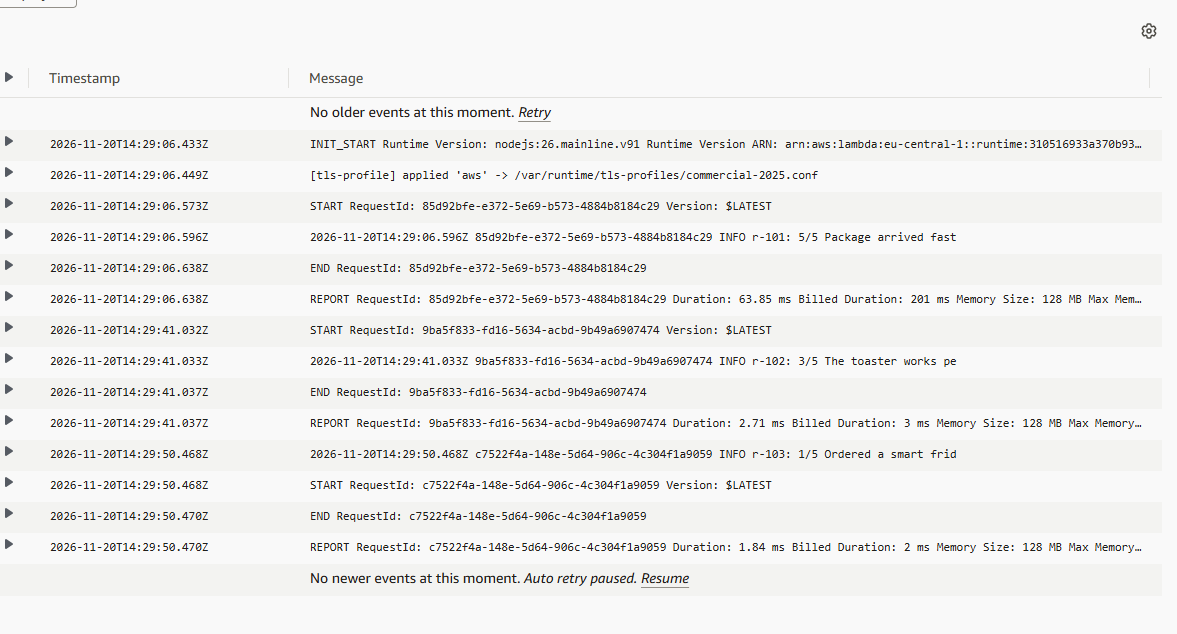 Timestamp Message
No older events at this moment. Retry
2026-11-20T14:29:06.433Z INIT_START Runtime Version: nodejs:26.mainline.v91 Runtime Version ARN: arn:aws:lambda:eu-central-1::runtime:310516933a370b93…
2026-11-20T14:29:06.449Z [tls-profile] applied 'aws' -> /var/runtime/tls-profiles/commercial-2025.conf
2026-11-20T14:29:06.573Z START RequestId: 85d92bfe-e372-5e69-b573-4884b8184c29 Version: $LATEST
2026-11-20T14:29:06.596Z 2026-11-20T14:29:06.596Z 85d92bfe-e372-5e69-b573-4884b8184c29 INFO r-101: 5/5 Package arrived fast
2026-11-20T14:29:06.638Z END RequestId: 85d92bfe-e372-5e69-b573-4884b8184c29
2026-11-20T14:29:06.638Z REPORT RequestId: 85d92bfe-e372-5e69-b573-4884b8184c29 Duration: 63.85 ms Billed Duration: 201 ms Memory Size: 128 MB Max Mem…
2026-11-20T14:29:41.032Z START RequestId: 9ba5f833-fd16-5634-acbd-9b49a6907474 Version: $LATEST
2026-11-20T14:29:41.033Z 2026-11-20T14:29:41.033Z 9ba5f833-fd16-5634-acbd-9b49a6907474 INFO r-102: 3/5 The toaster works pe
2026-11-20T14:29:41.037Z END RequestId: 9ba5f833-fd16-5634-acbd-9b49a6907474
2026-11-20T14:29:41.037Z REPORT RequestId: 9ba5f833-fd16-5634-acbd-9b49a6907474 Duration: 2.71 ms Billed Duration: 3 ms Memory Size: 128 MB Max Memory…
2026-11-20T14:29:50.468Z 2026-11-20T14:29:50.468Z c7522f4a-148e-5d64-906c-4c304f1a9059 INFO r-103: 1/5 Ordered a smart frid
2026-11-20T14:29:50.468Z START RequestId: c7522f4a-148e-5d64-906c-4c304f1a9059 Version: $LATEST
2026-11-20T14:29:50.470Z END RequestId: c7522f4a-148e-5d64-906c-4c304f1a9059
2026-11-20T14:29:50.470Z REPORT RequestId: c7522f4a-148e-5d64-906c-4c304f1a9059 Duration: 1.84 ms Billed Duration: 2 ms Memory Size: 128 MB Max Memory…
No newer events at this moment. Auto retry paused. Resume